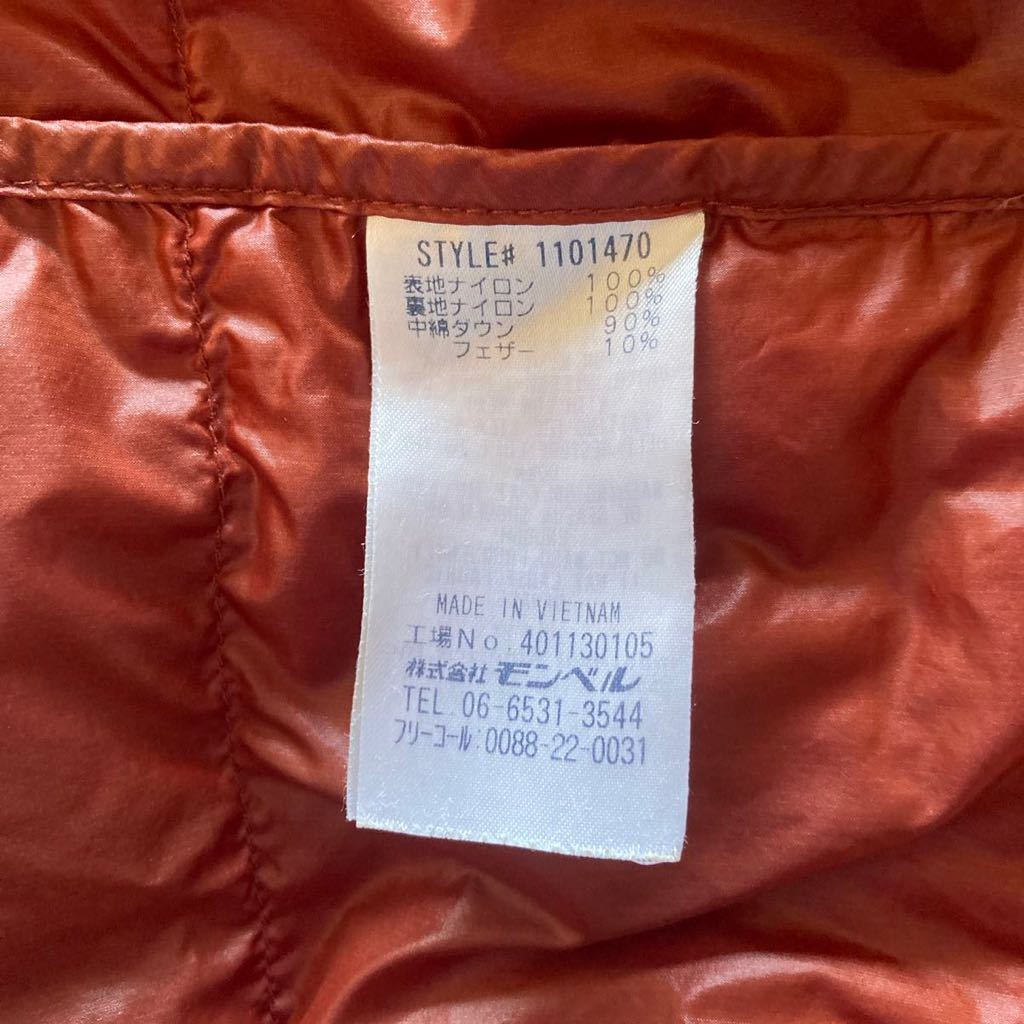 STYLE# 1101470
表地ナイロン 100%
裏地ナイロン 100%
中綿ダウン 90%
フェザー 10%
MADE IN VIETNAM
工場No.401130105
株式会社モンベル
TEL.06-6531-3544
フリーコール:0088-22-0031